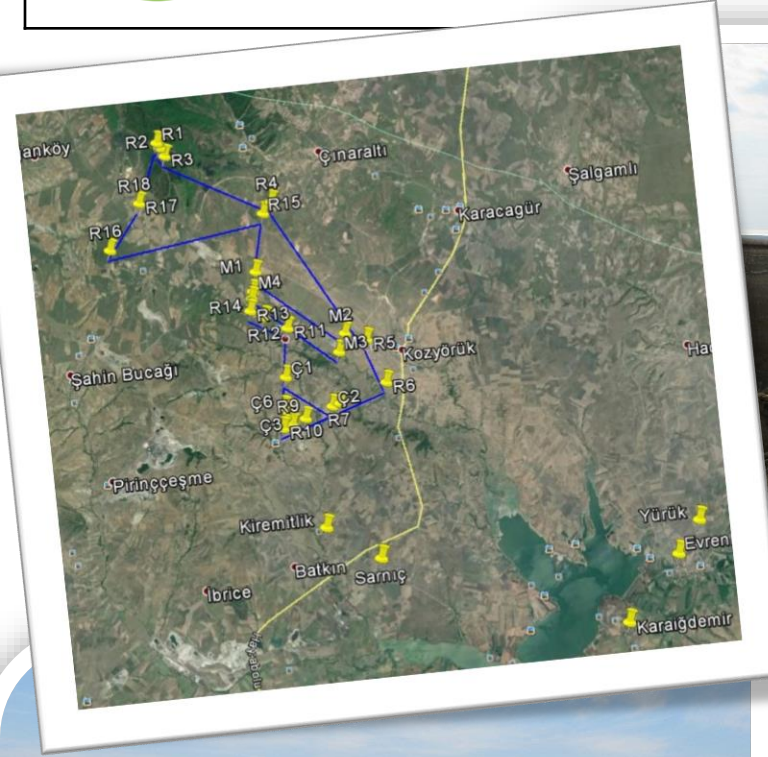 R2 R1
R3
anköy
Çınaraltı
Şalgamlı
R18
R17
R4
R15
Karacagür
R16
M1
M4
R14
R13
M2
R12
R11
M3
R5
Kozyörük
Ha
Şahin Bucağı
Ç1
R6
Ç6
R9
Ç2
Ç3
R10
R7
Pirinççeşme
Kiremitlik
Yürük
Evren
Batkın
Sarnıç
İbrice
Karaiğdemir